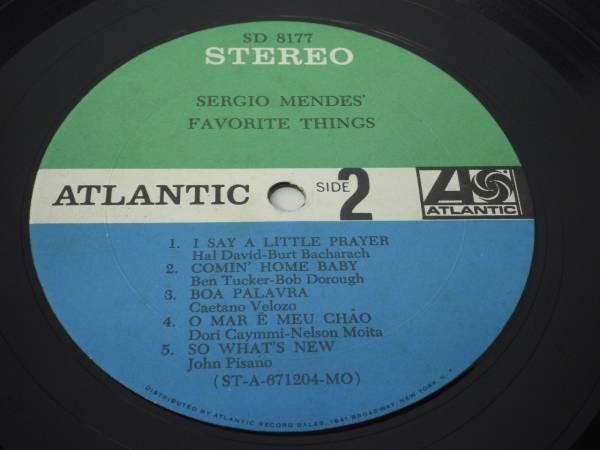 SD 8177
STEREO
SERGIO MENDES'
FAVORITE THINGS
ATLANTIC SIDE 2 ATLANTIC
1. I SAY A LITTLE PRAYER
Hal David-Burt Bacharach
2. COMIN' HOME BABY
Ben Tucker-Bob Dorough
3. BOA PALAVRA
Caetano Velozo
4. O MAR É MEU CHÃO
Dori Caymmi-Nelson Moita
5. SO WHAT'S NEW
John Pisano
(ST-A-671204-MO)
DISTRIBUTED BY ATLANTIC RECORD SALES, 1841 BROADWAY, NEW YORK, N. Y.